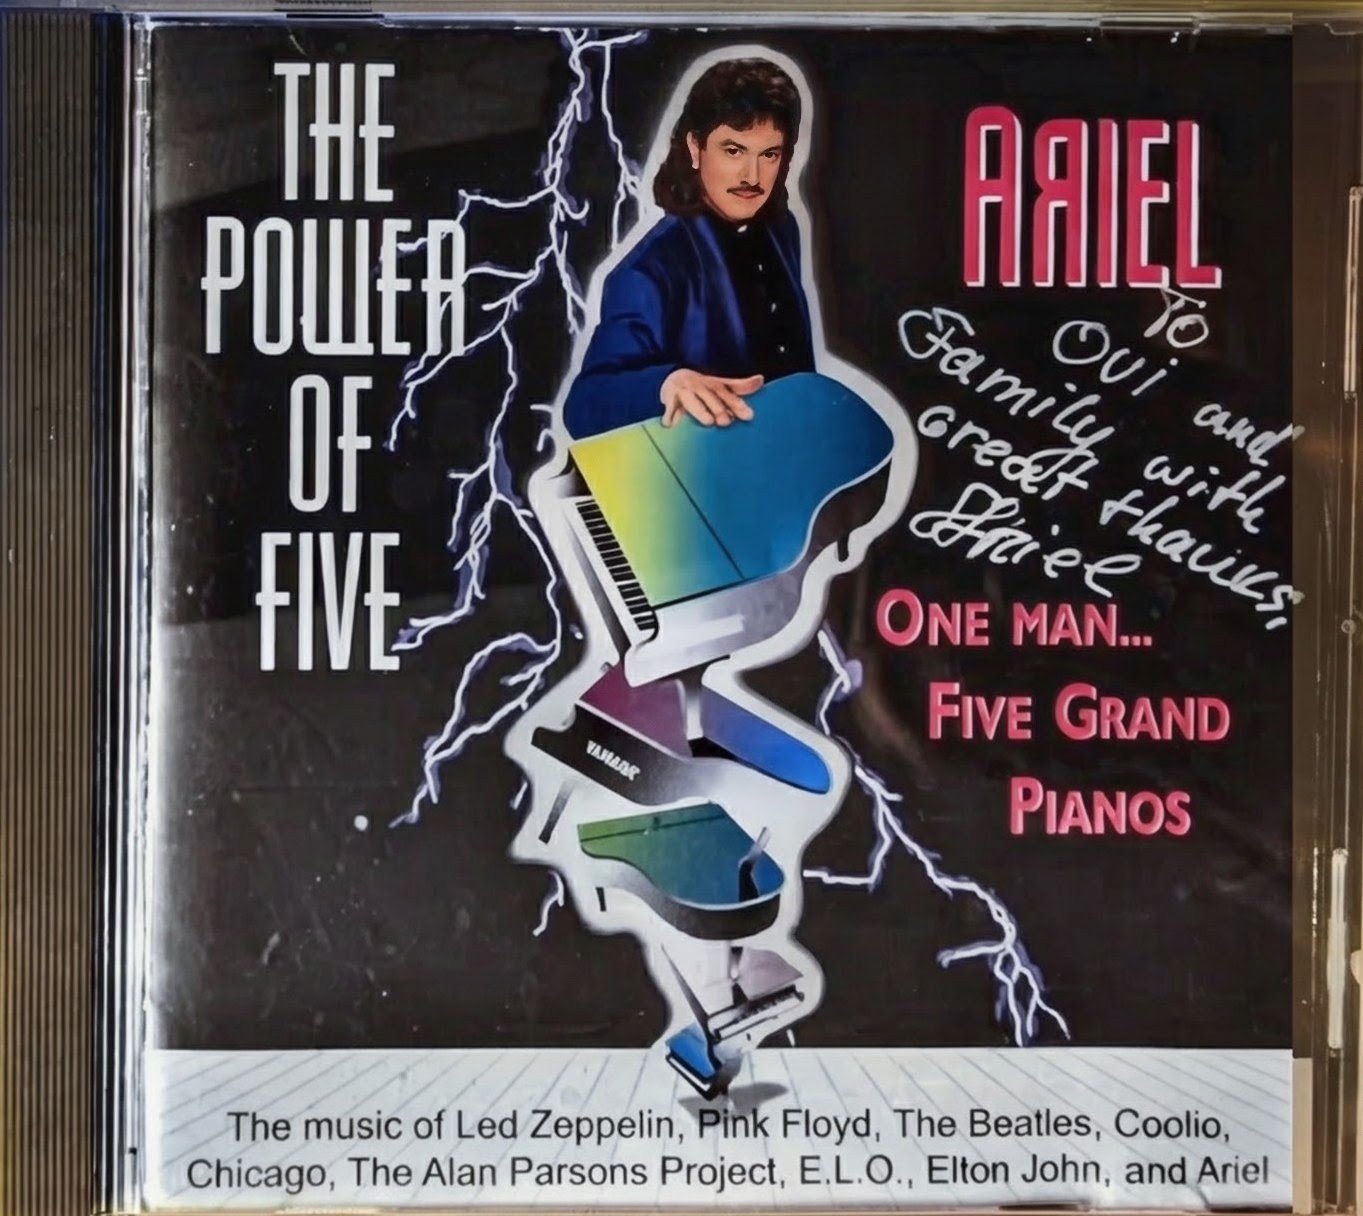 THE
POWER
OF
FIVE
ARIEL
To
Ovi and
Family with
great thanks,
Ariel
ONE MAN...
FIVE GRAND
PIANOS
YAMAHA
The music of Led Zeppelin, Pink Floyd, The Beatles, Coolio,
Chicago, The Alan Parsons Project, E.L.O., Elton John, and Ariel